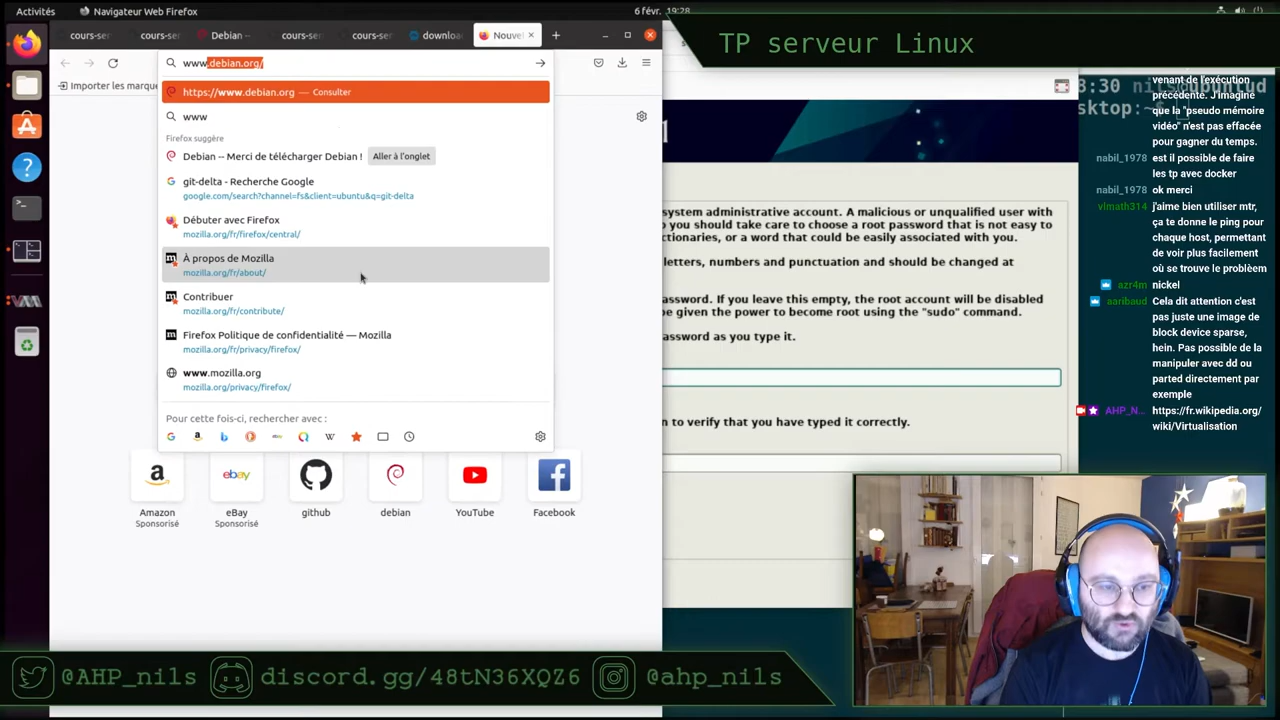 Activités
Navigateur Web Firefox
6 févr. 19:28
cours-ser
cours-ser
Debian --
cours-ser
cours-ser
downloa
Nouvel
www.debian.org/
Importer les marque
https://www.debian.org — Consulter
www
Firefox suggère
Debian -- Merci de télécharger Debian !
Aller à l'onglet
git-delta - Recherche Google
google.com/search?channel=fs&client=ubuntu&q=git-delta
Débuter avec Firefox
mozilla.org/fr/firefox/central/
À propos de Mozilla
mozilla.org/fr/about/
Contribuer
mozilla.org/fr/contribute/
Firefox Politique de confidentialité — Mozilla
mozilla.org/fr/privacy/firefox/
www.mozilla.org
mozilla.org/privacy/firefox/
Pour cette fois-ci, rechercher avec :
Amazon
Sponsorisé
eBay
Sponsorisé
github
debian
YouTube
Facebook
TP serveur Linux
system administrative account. A malicious or unqualified user with
you should take care to choose a root password that is not easy to
ctionaries, or a word that could be easily associated with you.
letters, numbers and punctuation and should be changed at
assword. If you leave this empty, the root account will be disabled
be given the power to become root using the "sudo" command.
assword as you type it.
n to verify that you have typed it correctly.
venant de l'exécution
précédente. J'imagine
que la "pseudo mémoire
vidéo" n'est pas effacée
pour gagner du temps.
nabil_1978 est il possible de faire
les tp avec docker
nabil_1978 ok merci
vlmath314 j'aime bien utiliser mtr,
ça te donne le ping pour
chaque host, permettant
de voir plus facilement
où se trouve le problèm
azr4m nickel
aaribaud Cela dit attention c'est
pas juste une image de
block device sparse,
hein. Pas possible de la
manipuler avec dd ou
parted directement par
exemple
AHP_N... https://fr.wikipedia.org/
wiki/Virtualisation
@AHP_nils
discord.gg/48tN36XQZ6
@ahp_nils